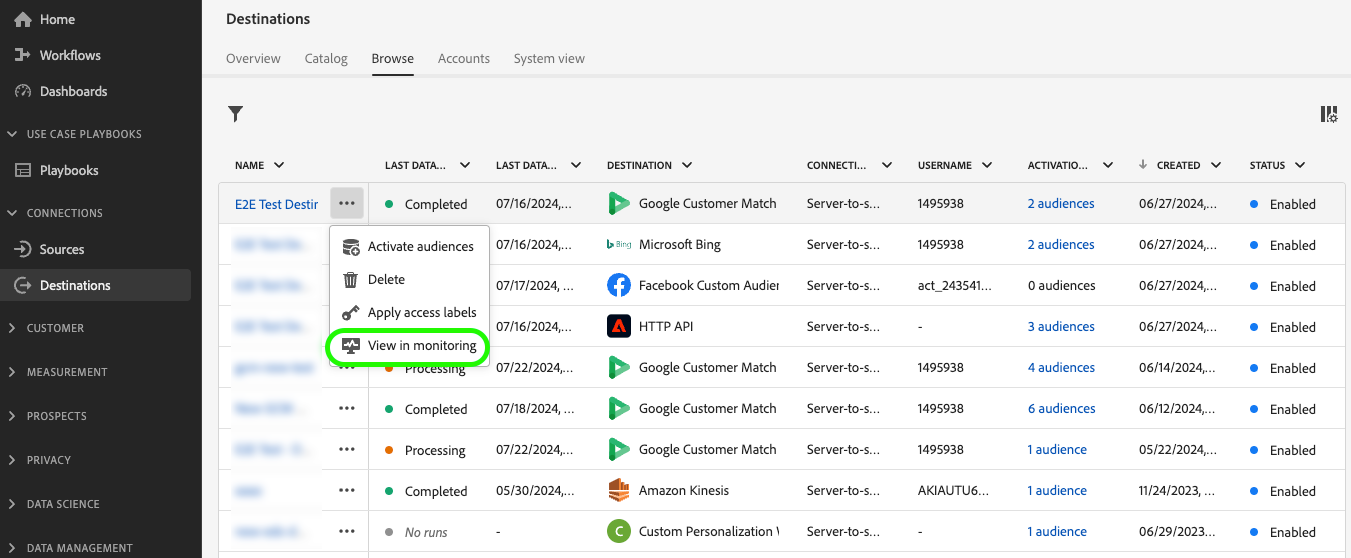 Home
Workflows
Dashboards
USE CASE PLAYBOOKS
Playbooks
CONNECTIONS
Sources
Destinations
CUSTOMER
MEASUREMENT
PROSPECTS
PRIVACY
DATA SCIENCE
DATA MANAGEMENT
Destinations
Overview Catalog Browse Accounts System view
NAME LAST DATA... LAST DATA... DESTINATION CONNECTI... USERNAME ACTIVATIO... CREATED STATUS
E2E Test Destin ... Completed 07/16/2024,... Google Customer Match Server-to-s... 1495938 2 audiences 06/27/2024,... Enabled
07/16/2024,... Bing Microsoft Bing Server-to-s... 1495938 2 audiences 06/27/2024,... Enabled
07/17/2024, ... Facebook Custom Audien Server-to-s... act_243541... 0 audiences 06/27/2024,... Enabled
07/16/2024,... HTTP API Server-to-s... - 3 audiences 06/27/2024,... Enabled
Activate audiences
Delete
Apply access labels
View in monitoring
... Processing 07/22/2024,... Google Customer Match Server-to-s... 1495938 4 audiences 06/14/2024,... Enabled
... Completed 07/18/2024, ... Google Customer Match Server-to-s... 1495938 6 audiences 06/12/2024,... Enabled
... Processing 07/22/2024,... Google Customer Match Server-to-s... 1495938 1 audience 05/22/2024,... Enabled
... Completed 05/30/2024,... Amazon Kinesis Server-to-s... AKIAUTU6... 1 audience 11/24/2023, ... Enabled
... No runs - C Custom Personalization V Server-to-s... - 1 audience 06/29/2023... Enabled